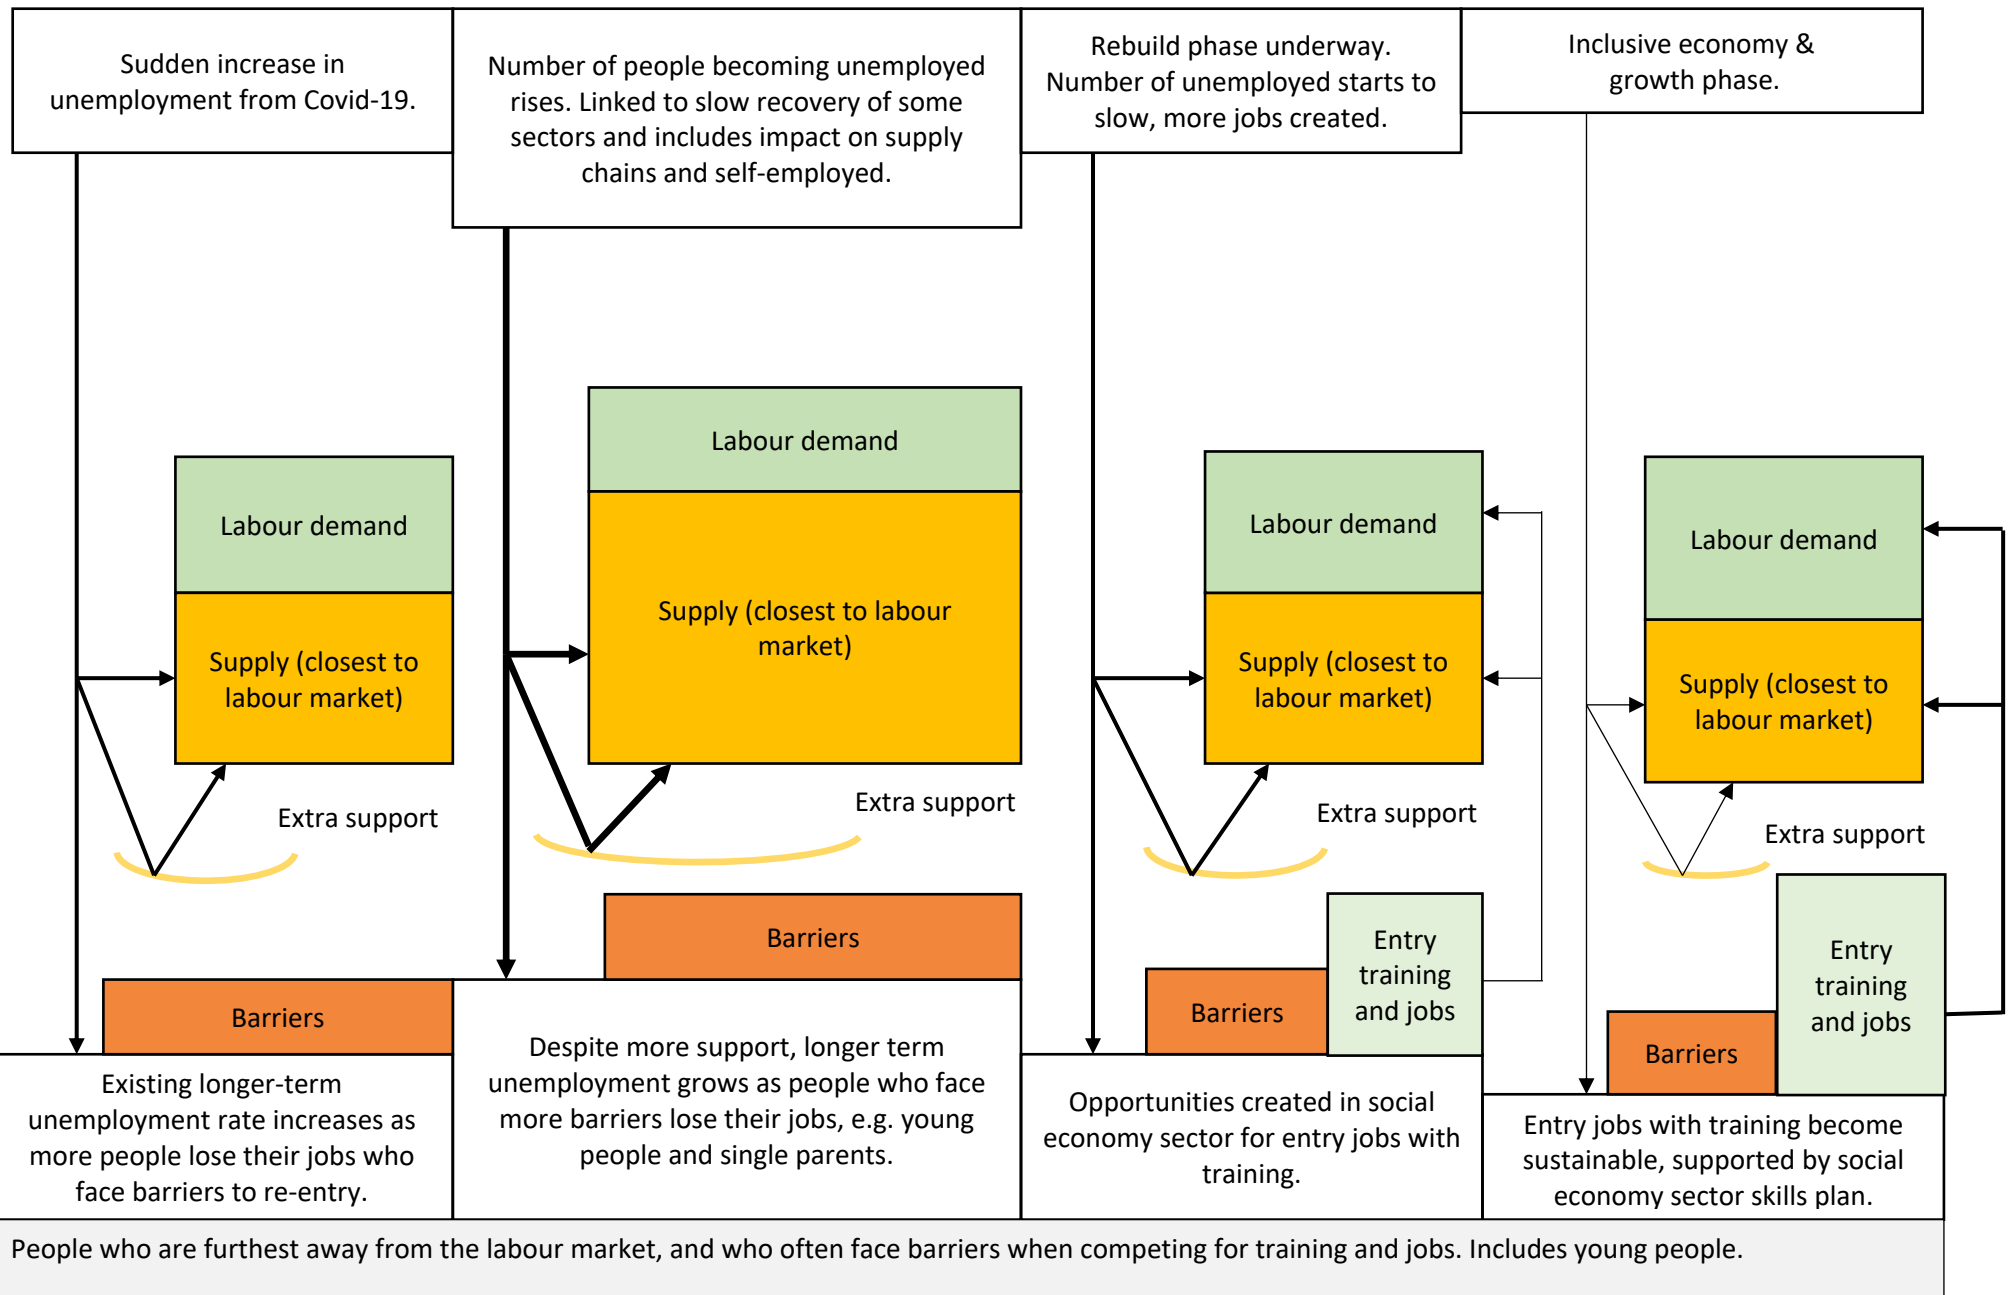 Sudden increase in
unemployment from Covid-19.
Number of people becoming unemployed
rises. Linked to slow recovery of some
sectors and includes impact on supply
chains and self-employed.
Rebuild phase underway.
Number of unemployed starts to
slow, more jobs created.
Inclusive economy &
growth phase.
Labour demand
Supply (closest to
labour market)
Extra support
Barriers
Existing longer-term
unemployment rate increases as
more people lose their jobs who
face barriers to re-entry.
Labour demand
Supply (closest to labour
market)
Extra support
Barriers
Despite more support, longer term
unemployment grows as people who face
more barriers lose their jobs, e.g. young
people and single parents.
Labour demand
Supply (closest to
labour market)
Extra support
Barriers
Entry
training
and jobs
Opportunities created in social
economy sector for entry jobs with
training.
Labour demand
Supply (closest to
labour market)
Extra support
Barriers
Entry
training
and jobs
Entry jobs with training become
sustainable, supported by social
economy sector skills plan.
People who are furthest away from the labour market, and who often face barriers when competing for training and jobs. Includes young people.